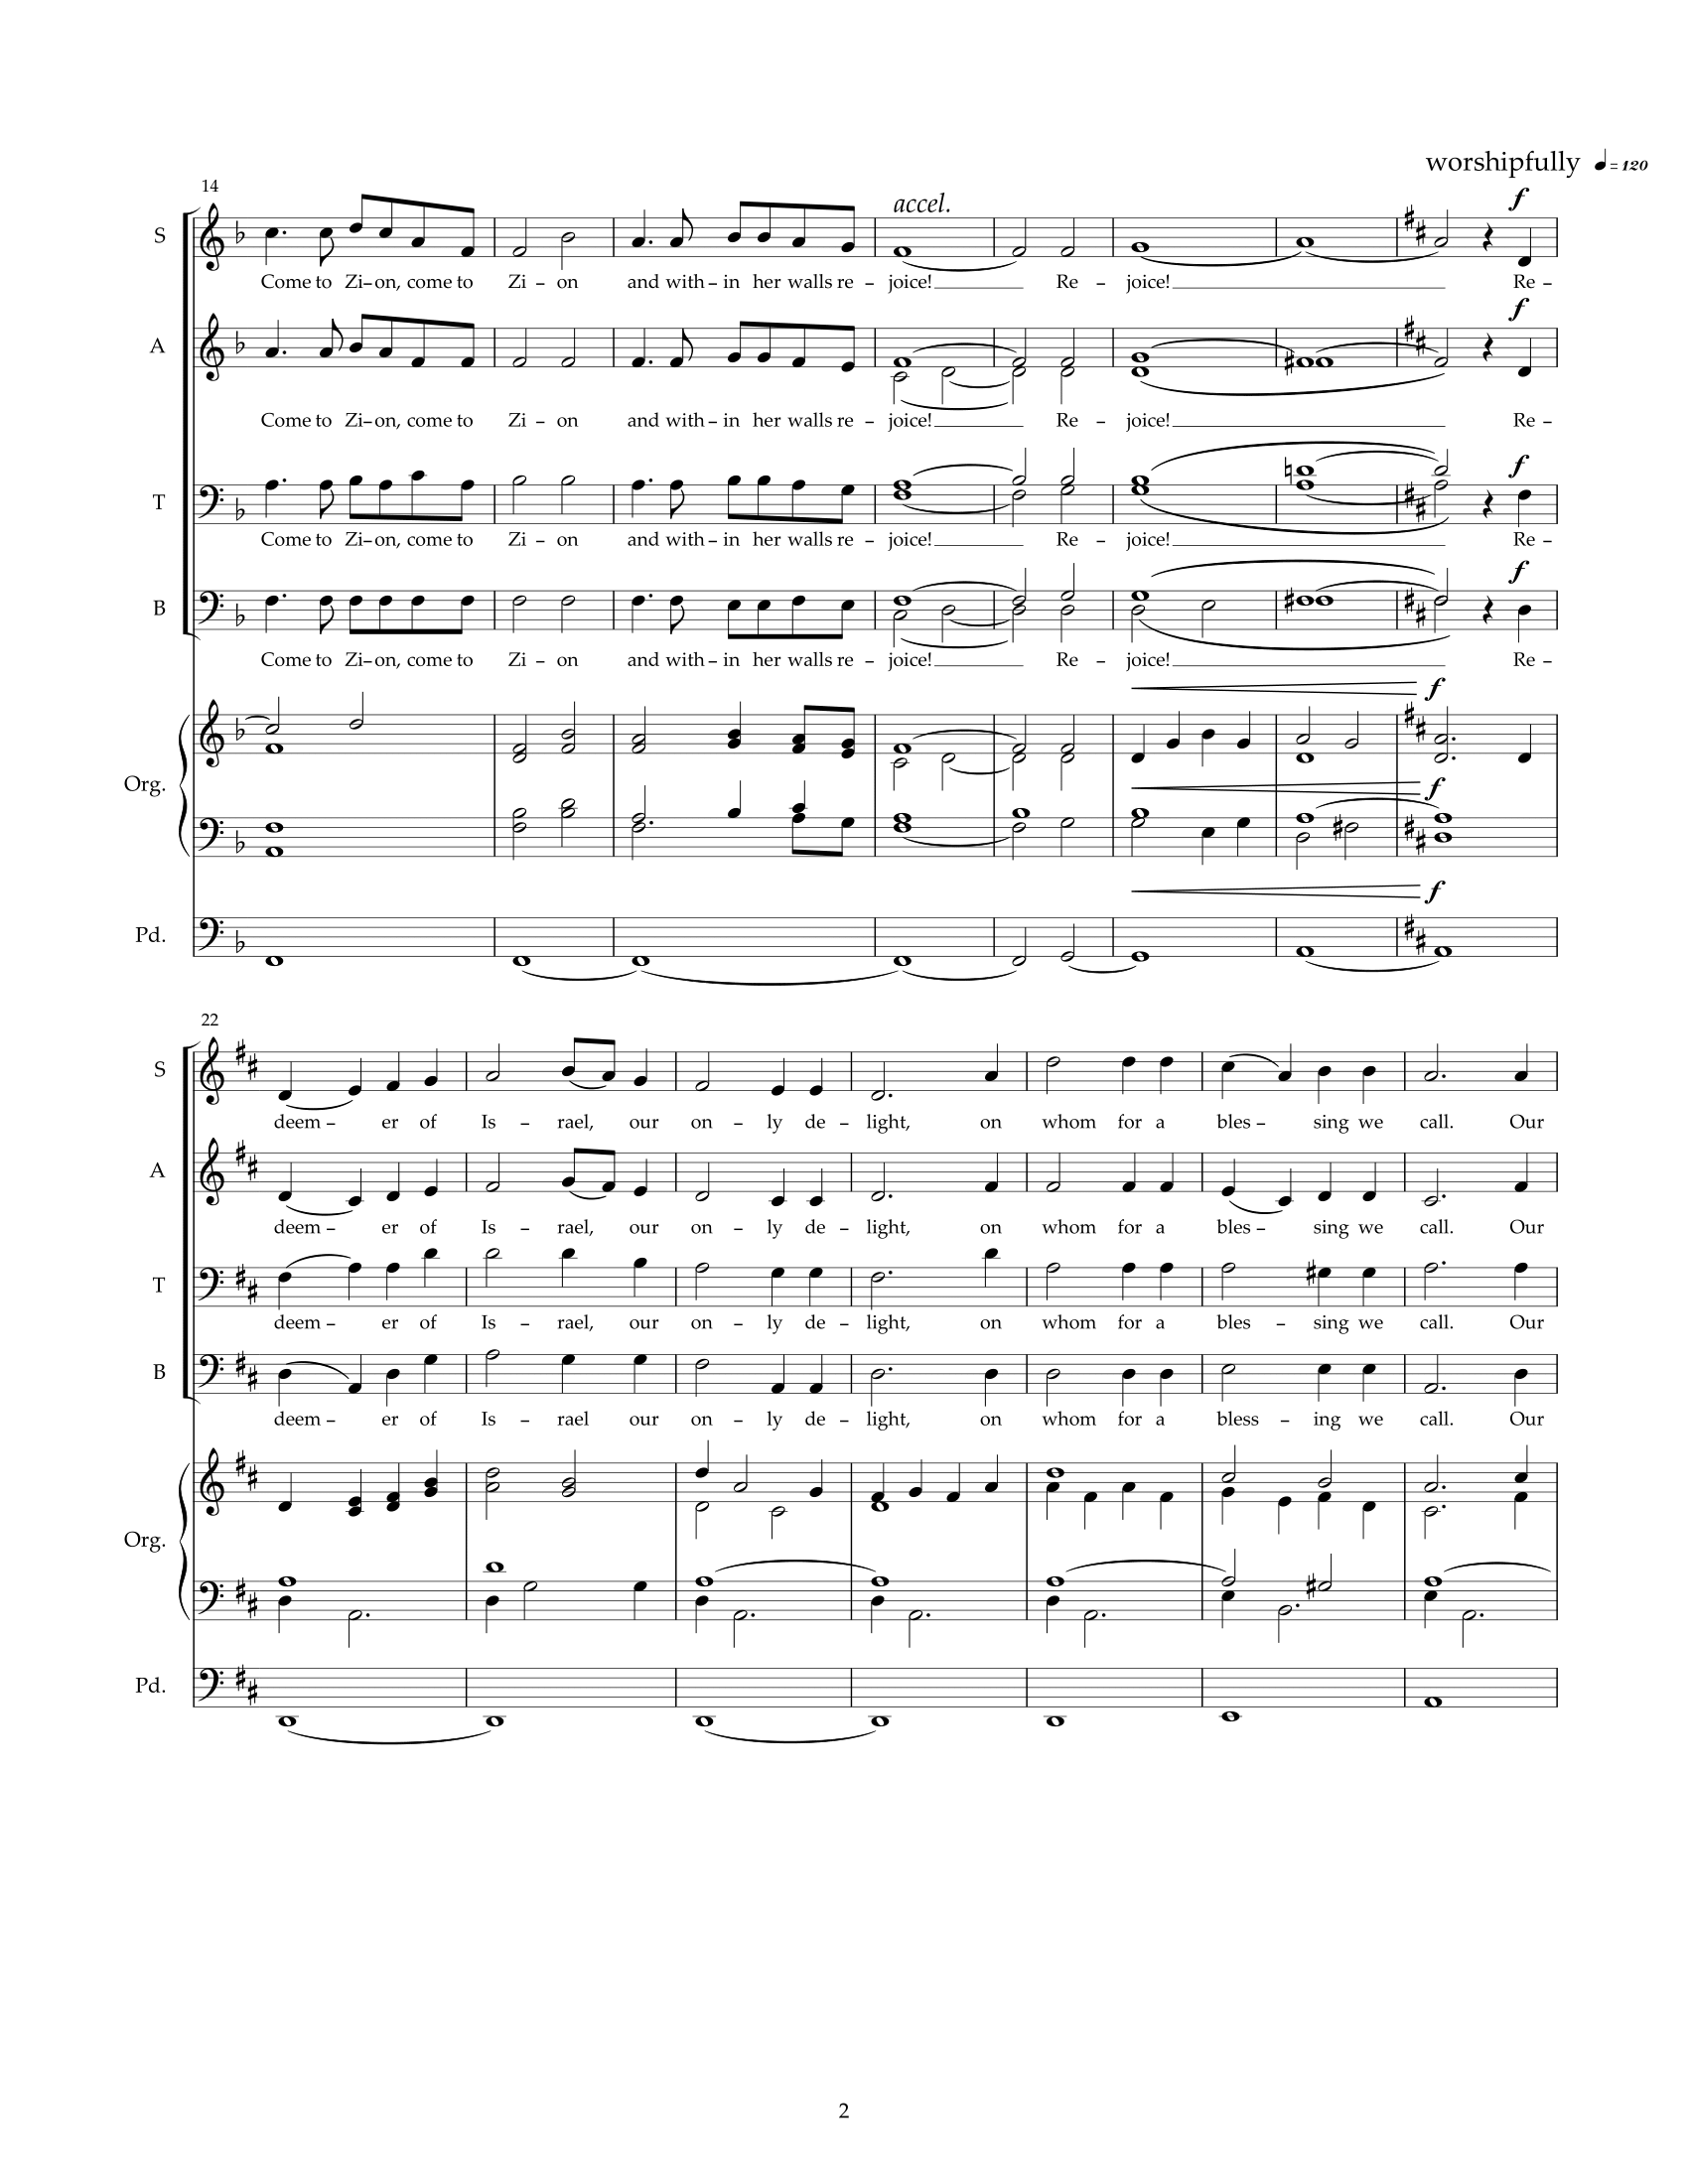 worshipfully ♩=120
14
accel.
f
S
Come to Zi – on, come to Zi – on and with – in her walls re – joice! Re – joice! Re –
f
A
Come to Zi – on, come to Zi – on and with – in her walls re – joice! Re – joice! Re –
f
T
Come to Zi – on, come to Zi – on and with – in her walls re – joice! Re – joice! Re –
f
B
Come to Zi – on, come to Zi – on and with – in her walls re – joice! Re – joice! Re –
f
Org.
f
f
Pd.
22
S
deem – er of Is – rael, our on – ly de – light, on whom for a bles – sing we call. Our
A
deem – er of Is – rael, our on – ly de – light, on whom for a bles – sing we call. Our
T
deem – er of Is – rael, our on – ly de – light, on whom for a bles – sing we call. Our
B
deem – er of Is – rael our on – ly de – light, on whom for a bless – ing we call. Our
Org.
Pd.
2